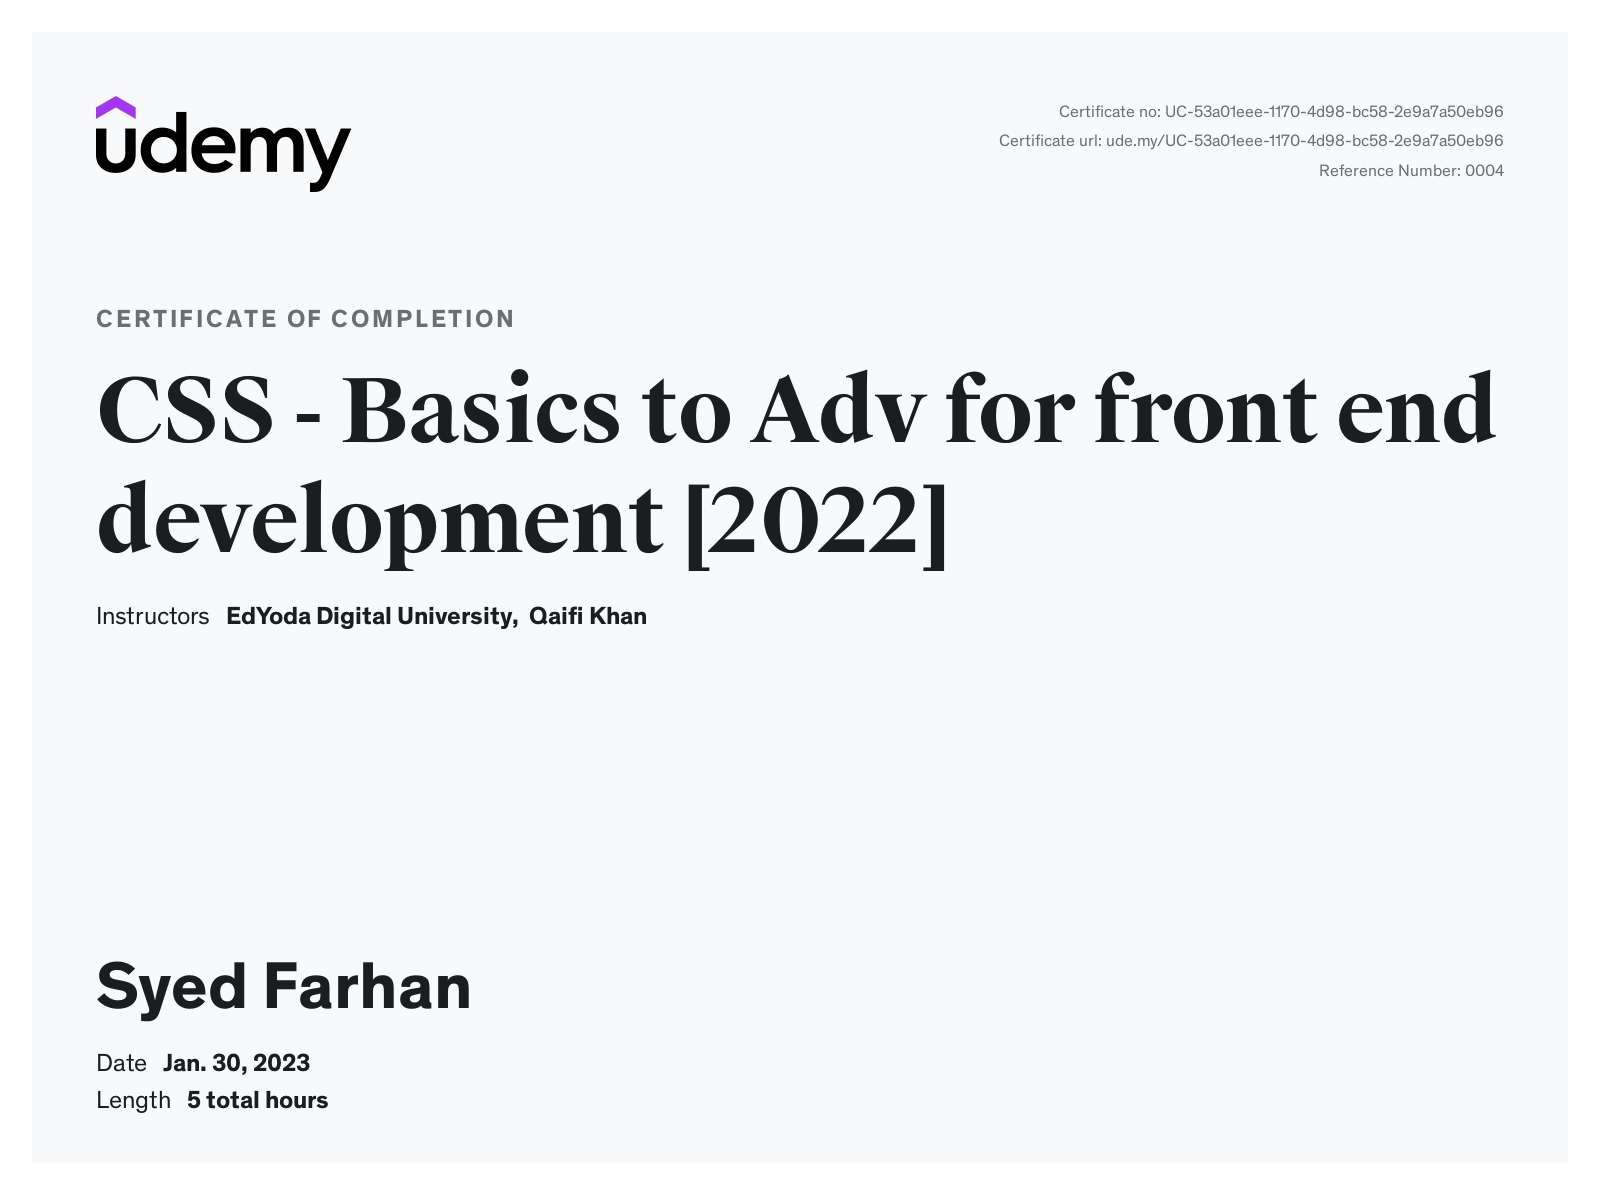 udemy
Certificate no: UC-53a01eee-1170-4d98-bc58-2e9a7a50eb96
Certificate url: ude.my/UC-53a01eee-1170-4d98-bc58-2e9a7a50eb96
Reference Number: 0004
CERTIFICATE OF COMPLETION
CSS - Basics to Adv for front end
development [2022]
Instructors EdYoda Digital University, Qaifi Khan
Syed Farhan
Date Jan. 30, 2023
Length 5 total hours